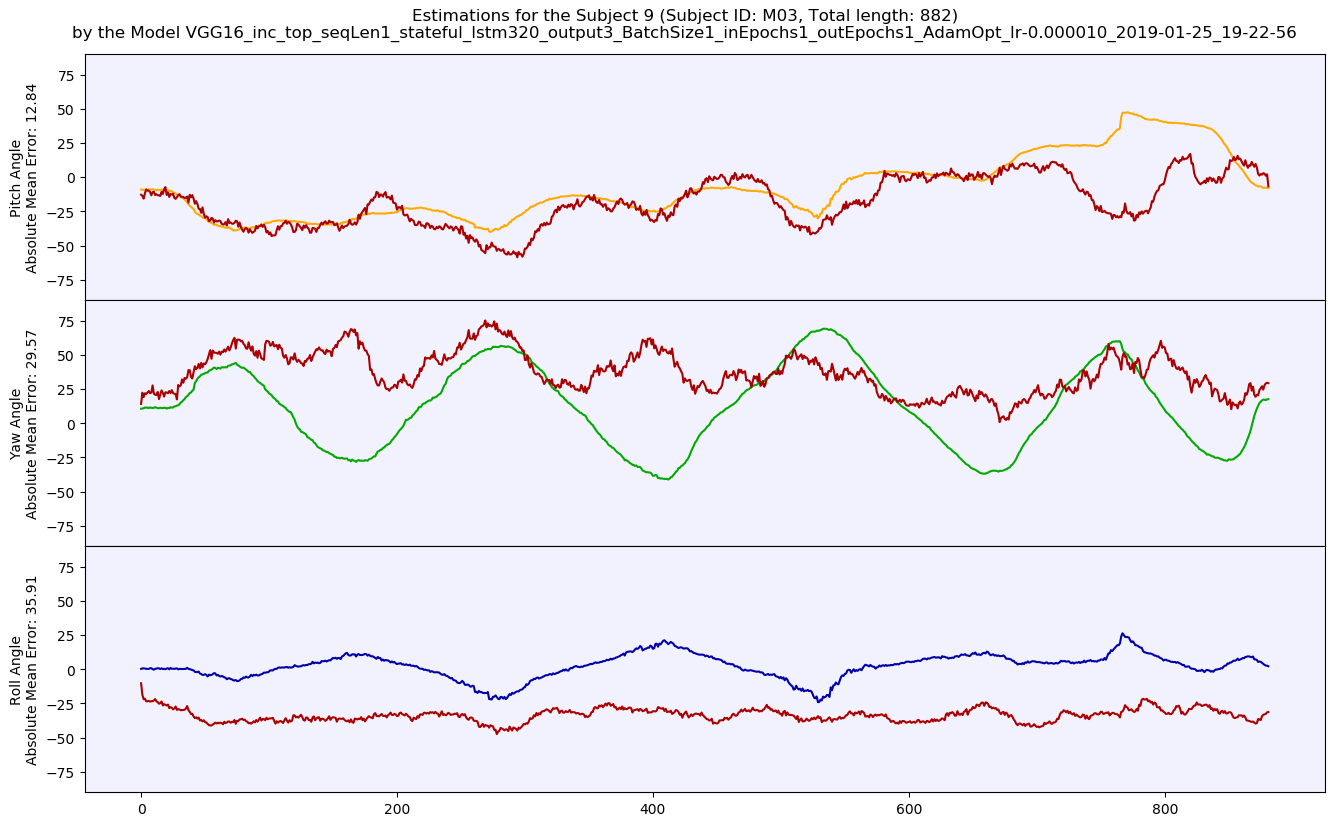 Estimations for the Subject 9 (Subject ID: M03, Total length: 882)
by the Model VGG16_inc_top_seqLen1_stateful_lstm320_output3_BatchSize1_inEpochs1_outEpochs1_AdamOpt_lr-0.000010_2019-01-25_19-22-56
Pitch Angle
Absolute Mean Error: 12.84
75
50
25
0
−25
−50
−75
Yaw Angle
Absolute Mean Error: 29.57
75
50
25
0
−25
−50
−75
Roll Angle
Absolute Mean Error: 35.91
75
50
25
0
−25
−50
−75
0 200 400 600 800